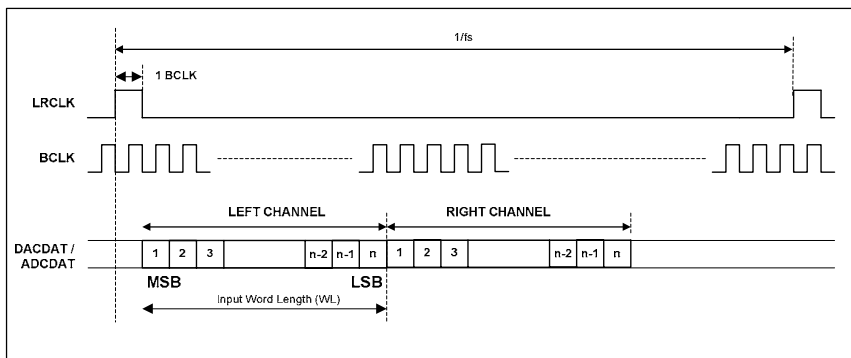 1/fs
1 BCLK
LRCLK
BCLK
LEFT CHANNEL RIGHT CHANNEL
DACDAT / ADCDAT
1 2 3 n-2 n-1 n 1 2 3 n-2 n-1 n
MSB LSB
Input Word Length (WL)